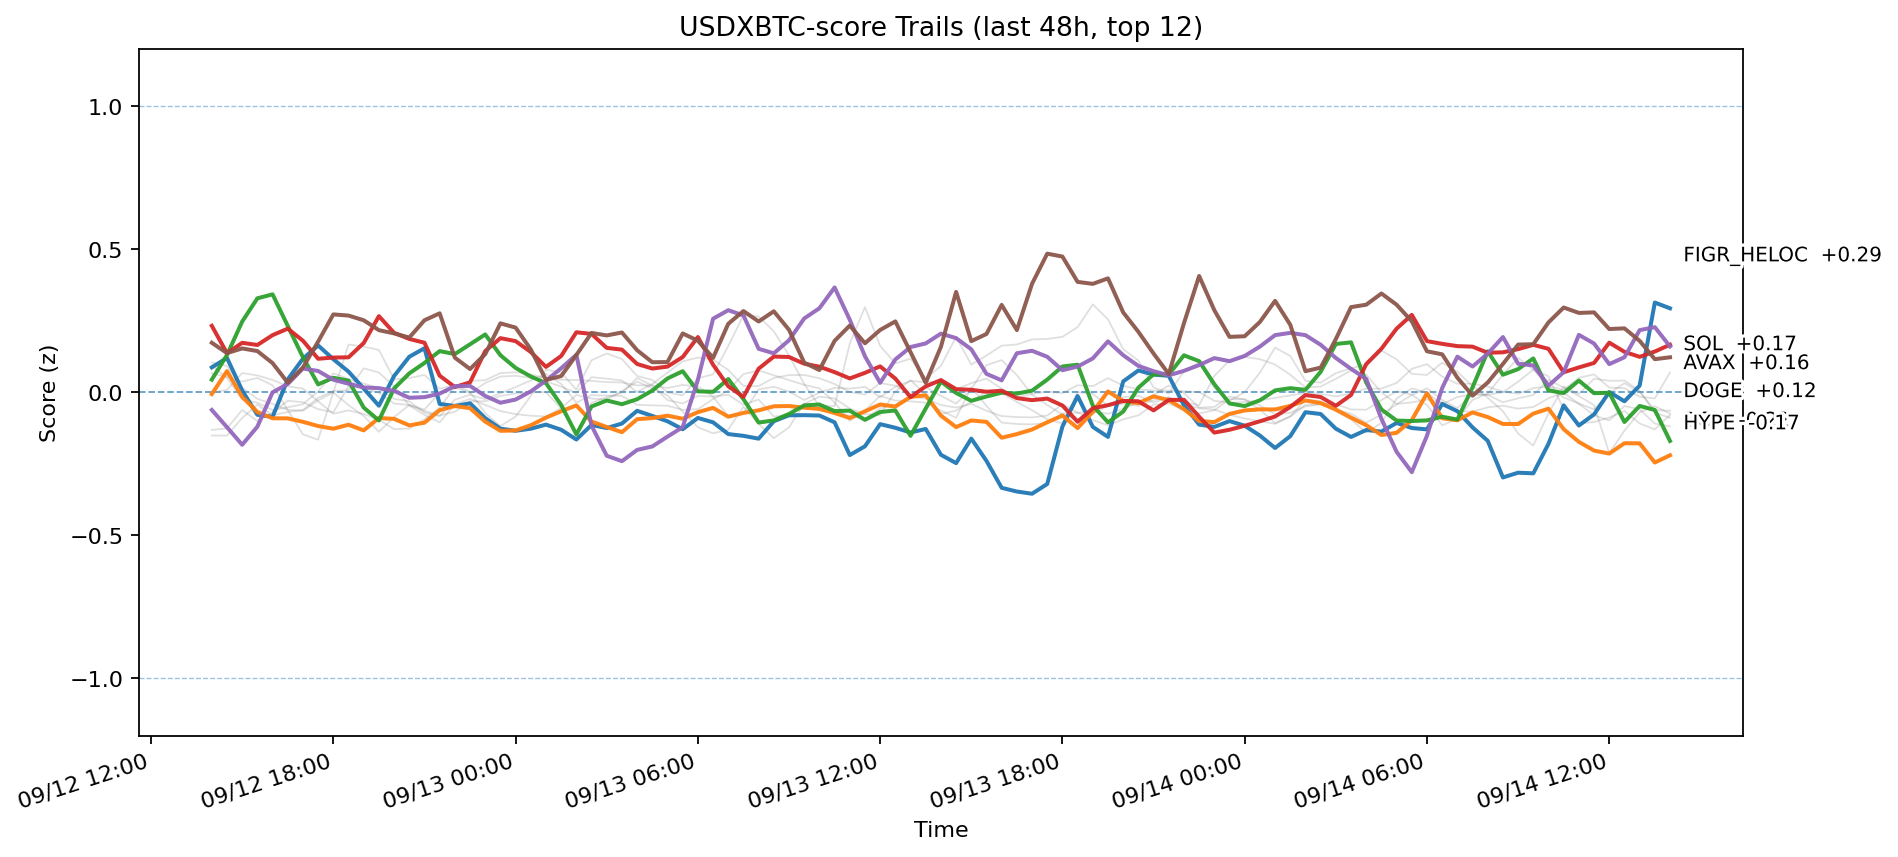 USDXBTC-score Trails (last 48h, top 12)
Score (z)
1.0
0.5
0.0
−0.5
−1.0
FIGR_HELOC +0.29
SOL +0.17
AVAX +0.16
DOGE +0.12
HYPE -0.17
09/12 12:00
09/12 18:00
09/13 00:00
09/13 06:00
09/13 12:00
09/13 18:00
09/14 00:00
09/14 06:00
09/14 12:00
Time